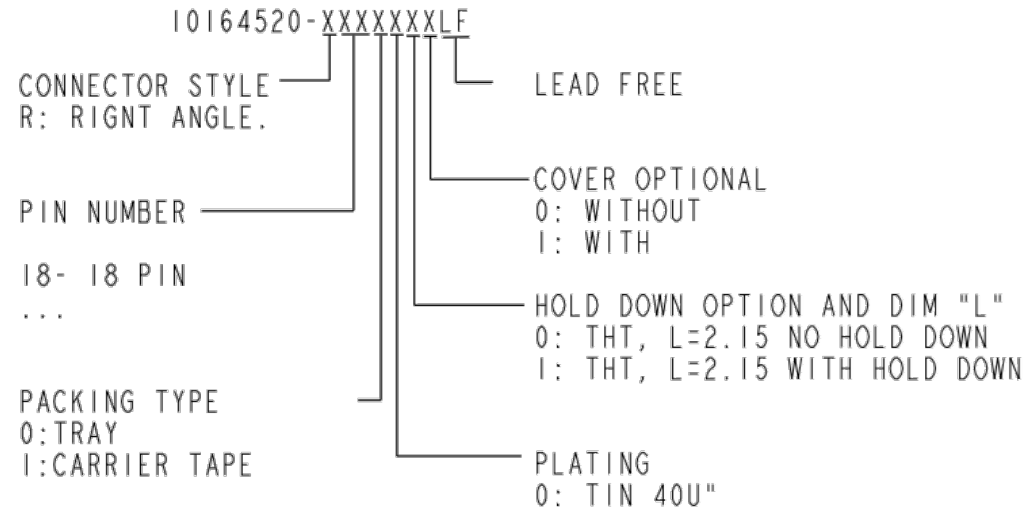 10164520-XXXXXXXLF
CONNECTOR STYLE
R: RIGNT ANGLE.
LEAD FREE
COVER OPTIONAL
0: WITHOUT
1: WITH
PIN NUMBER
18- 18 PIN
...
HOLD DOWN OPTION AND DIM "L"
0: THT, L=2.15 NO HOLD DOWN
1: THT, L=2.15 WITH HOLD DOWN
PACKING TYPE
0:TRAY
1:CARRIER TAPE
PLATING
0: TIN 40U"